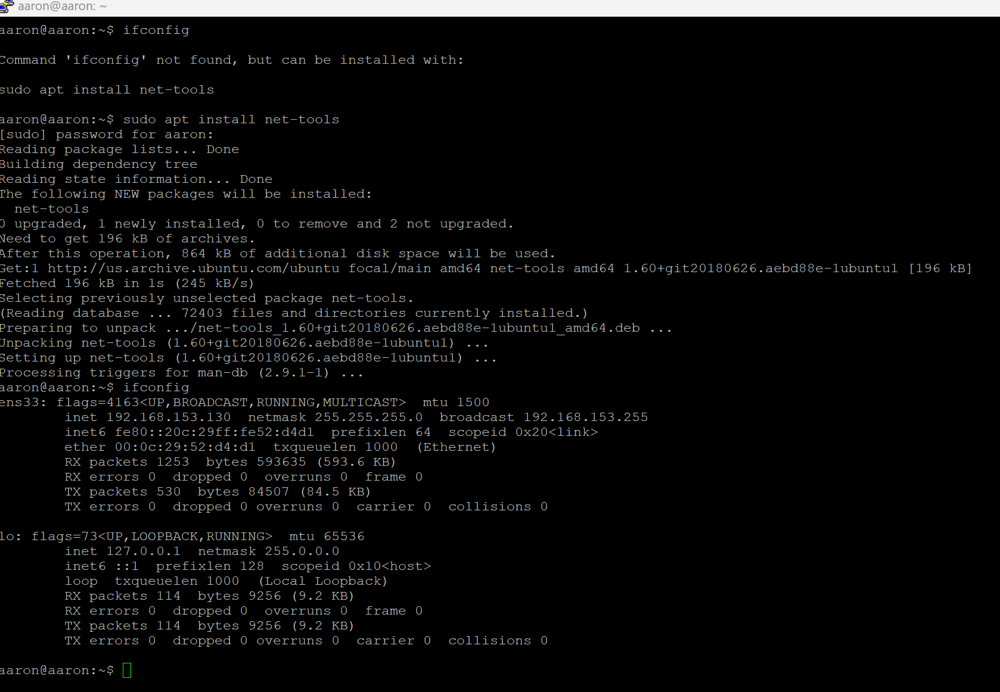 aaron@aaron: ~
aaron@aaron:~$ ifconfig
Command 'ifconfig' not found, but can be installed with:
sudo apt install net-tools
aaron@aaron:~$ sudo apt install net-tools
[sudo] password for aaron:
Reading package lists... Done
Building dependency tree
Reading state information... Done
The following NEW packages will be installed:
  net-tools
0 upgraded, 1 newly installed, 0 to remove and 2 not upgraded.
Need to get 196 kB of archives.
After this operation, 864 kB of additional disk space will be used.
Get:1 http://us.archive.ubuntu.com/ubuntu focal/main amd64 net-tools amd64 1.60+git20180626.aebd88e-1ubuntu1 [196 kB]
Fetched 196 kB in 1s (245 kB/s)
Selecting previously unselected package net-tools.
(Reading database ... 72403 files and directories currently installed.)
Preparing to unpack .../net-tools_1.60+git20180626.aebd88e-1ubuntu1_amd64.deb ...
Unpacking net-tools (1.60+git20180626.aebd88e-1ubuntu1) ...
Setting up net-tools (1.60+git20180626.aebd88e-1ubuntu1) ...
Processing triggers for man-db (2.9.1-1) ...
aaron@aaron:~$ ifconfig
ens33: flags=4163<UP,BROADCAST,RUNNING,MULTICAST>  mtu 1500
        inet 192.168.153.130  netmask 255.255.255.0  broadcast 192.168.153.255
        inet6 fe80::20c:29ff:fe52:d4d1  prefixlen 64  scopeid 0x20<link>
        ether 00:0c:29:52:d4:d1  txqueuelen 1000  (Ethernet)
        RX packets 1253  bytes 593635 (593.6 KB)
        RX errors 0  dropped 0  overruns 0  frame 0
        TX packets 530  bytes 84507 (84.5 KB)
        TX errors 0  dropped 0 overruns 0  carrier 0  collisions 0
lo: flags=73<UP,LOOPBACK,RUNNING>  mtu 65536
        inet 127.0.0.1  netmask 255.0.0.0
        inet6 ::1  prefixlen 128  scopeid 0x10<host>
        loop  txqueuelen 1000  (Local Loopback)
        RX packets 114  bytes 9256 (9.2 KB)
        RX errors 0  dropped 0  overruns 0  frame 0
        TX packets 114  bytes 9256 (9.2 KB)
        TX errors 0  dropped 0 overruns 0  carrier 0  collisions 0
aaron@aaron:~$